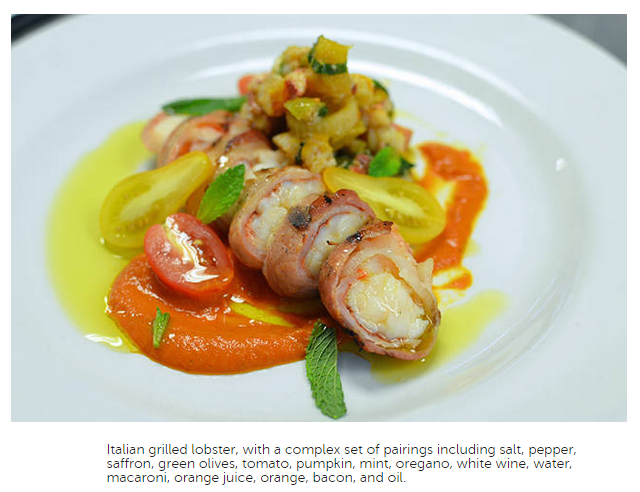 Italian grilled lobster, with a complex set of pairings including salt, pepper,
saffron, green olives, tomato, pumpkin, mint, oregano, white wine, water,
macaroni, orange juice, orange, bacon, and oil.